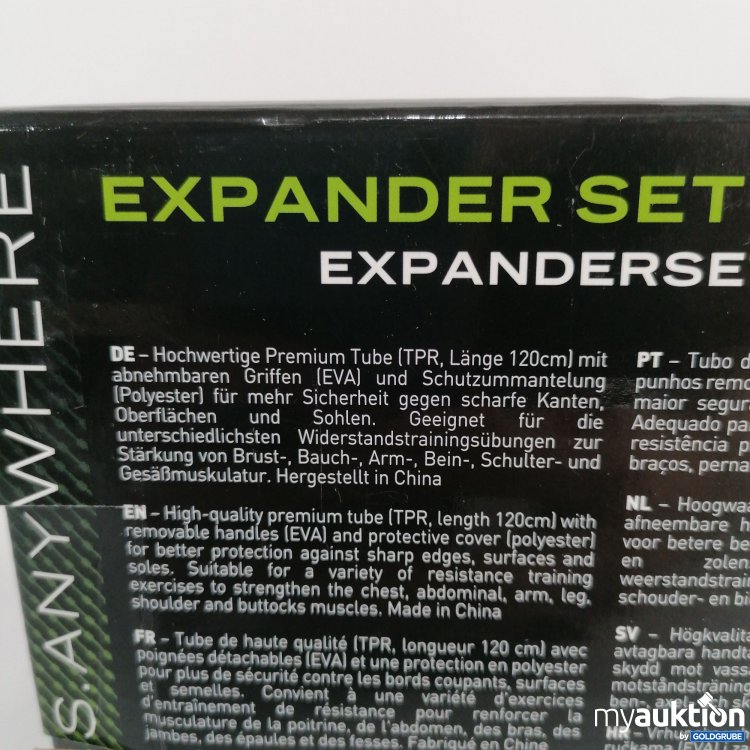 S.ANYWHERE
EXPANDER SET
EXPANDERSE
DE – Hochwertige Premium Tube (TPR, Länge 120cm) mit
abnehmbaren Griffen (EVA) und Schutzummantelung
(Polyester) für mehr Sicherheit gegen scharfe Kanten,
Oberflächen und Sohlen. Geeignet für die
unterschiedlichsten Widerstandstrainingsübungen zur
Stärkung von Brust-, Bauch-, Arm-, Bein-, Schulter- und
Gesäßmuskulatur. Hergestellt in China
EN – High-quality premium tube (TPR, length 120cm) with
removable handles (EVA) and protective cover (polyester)
for better protection against sharp edges, surfaces and
soles. Suitable for a variety of resistance training
exercises to strengthen the chest, abdominal, arm, leg,
shoulder and buttocks muscles. Made in China
FR – Tube de haute qualité (TPR, longueur 120 cm) avec
poignées détachables (EVA) et une protection en polyester
pour plus de sécurité contre les bords coupants, surfaces
et semelles. Convient à une variété d'exercices
d'entraînement de résistance pour renforcer la
musculature de la poitrine, de l'abdomen, des bras, des
jambes, des épaules et des fesses. Fabriqué en China
PT – Tubo d
punhos remo
maior segur
Adequado pa
resistência p
braços, perna
NL – Hoogwaa
afneembare h
voor betere be
en zolen
weerstandstrai
schouder- en bi
SV – Högkvalita
avtagbara handta
skydd mot vass
motståndsträning
ben-, ax
HR – Vrhu
myauktion
by GOLDGRUBE